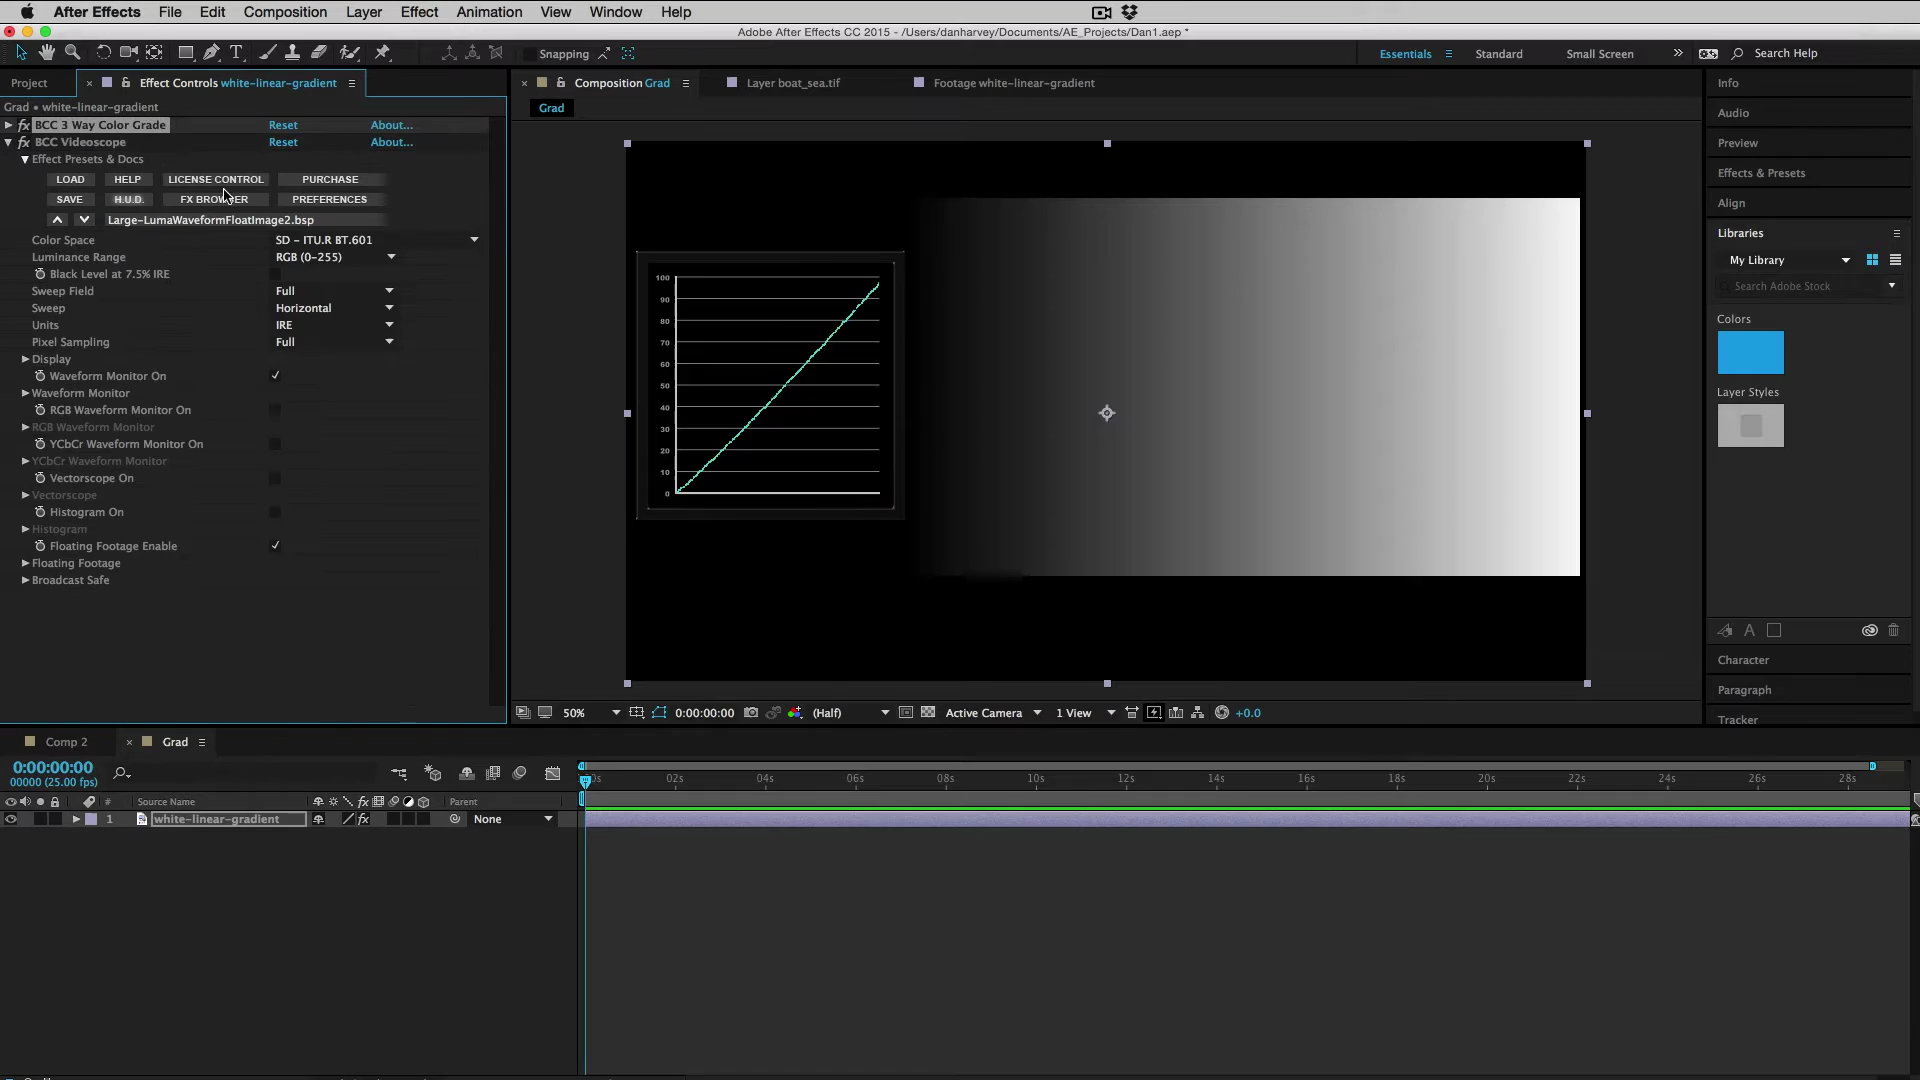 After Effects File Edit Composition Layer Effect Animation View Window Help
Adobe After Effects CC 2015 - /Users/danharvey/Documents/AE_Projects/Dan1.aep *
Snapping
Essentials Standard Small Screen Search Help
Project Effect Controls white-linear-gradient
Composition Grad Layer boat_sea.tif Footage white-linear-gradient
Grad • white-linear-gradient
Grad
fx BCC 3 Way Color Grade Reset About...
fx BCC Videoscope Reset About...
Effect Presets & Docs
LOAD HELP LICENSE CONTROL PURCHASE
SAVE H.U.D. FX BROWSER PREFERENCES
Large-LumaWaveformFloatImage2.bsp
Color Space SD - ITU.R BT.601
Luminance Range RGB (0-255)
Black Level at 7.5% IRE
Sweep Field Full
Sweep Horizontal
Units IRE
Pixel Sampling Full
Display
Waveform Monitor On
Waveform Monitor
RGB Waveform Monitor On
RGB Waveform Monitor
YCbCr Waveform Monitor On
YCbCr Waveform Monitor
Vectorscope On
Vectorscope
Histogram On
Histogram
Floating Footage Enable
Floating Footage
Broadcast Safe
100
90
80
70
60
50
40
30
20
10
0
Info
Audio
Preview
Effects & Presets
Align
Libraries
My Library
Search Adobe Stock
Colors
Layer Styles
Character
Paragraph
Tracker
50% 0:00:00:00 (Half) Active Camera 1 View +0.0
Comp 2 Grad
0:00:00:00
00000 (25.00 fps)
02s 04s 06s 08s 10s 12s 14s 16s 18s 20s 22s 24s 26s 28s
# Source Name fx Parent
1 white-linear-gradient fx None